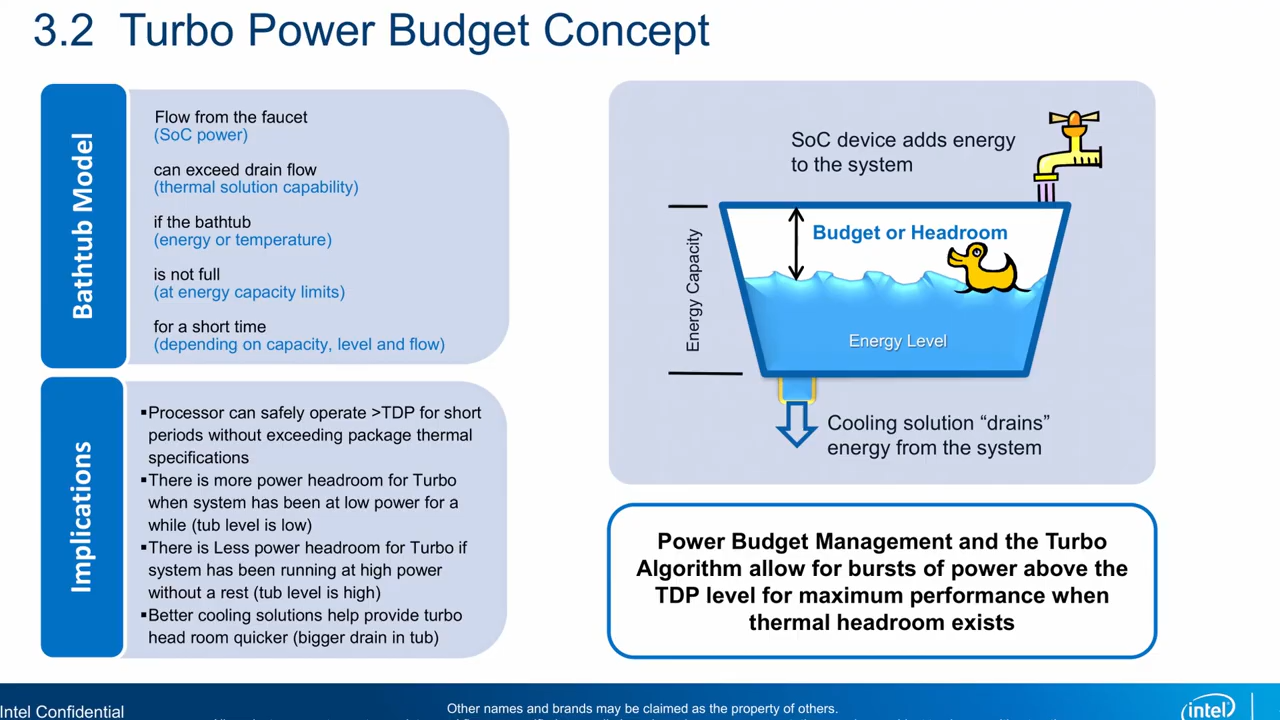 3.2 Turbo Power Budget Concept
Bathtub Model
Flow from the faucet
(SoC power)
can exceed drain flow
(thermal solution capability)
if the bathtub
(energy or temperature)
is not full
(at energy capacity limits)
for a short time
(depending on capacity, level and flow)
Implications
▪Processor can safely operate >TDP for short
periods without exceeding package thermal
specifications
▪There is more power headroom for Turbo
when system has been at low power for a
while (tub level is low)
▪There is Less power headroom for Turbo if
system has been running at high power
without a rest (tub level is high)
▪Better cooling solutions help provide turbo
head room quicker (bigger drain in tub)
SoC device adds energy
to the system
Energy Capacity
Budget or Headroom
Energy Level
Cooling solution “drains”
energy from the system
Power Budget Management and the Turbo
Algorithm allow for bursts of power above the
TDP level for maximum performance when
thermal headroom exists
Intel Confidential
Other names and brands may be claimed as the property of others.
intel